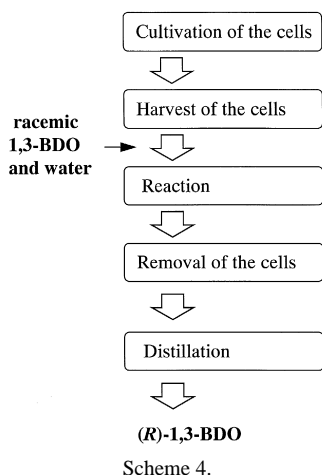 Cultivation of the cells
Harvest of the cells
racemic
1,3-BDO
and water
Reaction
Removal of the cells
Distillation
(R)-1,3-BDO
Scheme 4.